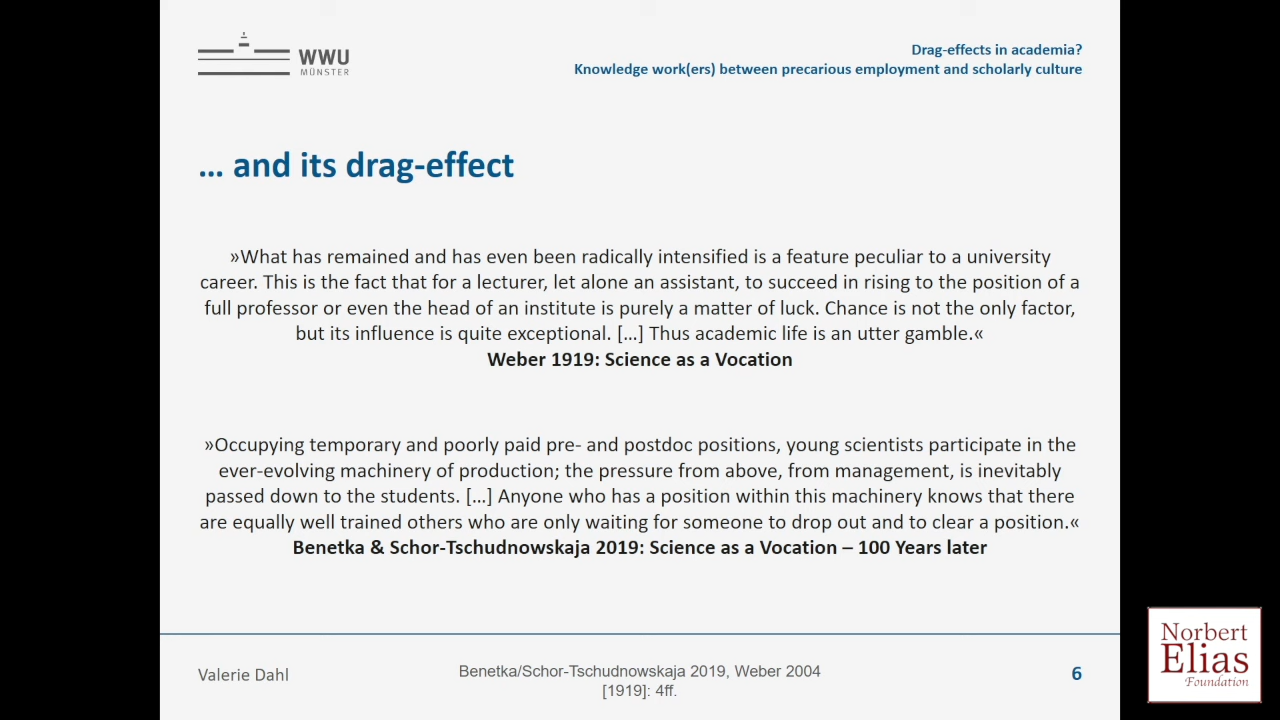 WWU
MÜNSTER
Drag-effects in academia?
Knowledge work(ers) between precarious employment and scholarly culture
... and its drag-effect
»What has remained and has even been radically intensified is a feature peculiar to a university
career. This is the fact that for a lecturer, let alone an assistant, to succeed in rising to the position of a
full professor or even the head of an institute is purely a matter of luck. Chance is not the only factor,
but its influence is quite exceptional. [...] Thus academic life is an utter gamble.«
Weber 1919: Science as a Vocation
»Occupying temporary and poorly paid pre- and postdoc positions, young scientists participate in the
ever-evolving machinery of production; the pressure from above, from management, is inevitably
passed down to the students. [...] Anyone who has a position within this machinery knows that there
are equally well trained others who are only waiting for someone to drop out and to clear a position.«
Benetka & Schor-Tschudnowskaja 2019: Science as a Vocation – 100 Years later
Valerie Dahl
Benetka/Schor-Tschudnowskaja 2019, Weber 2004
[1919]: 4ff.
6
Norbert
Elias
Foundation